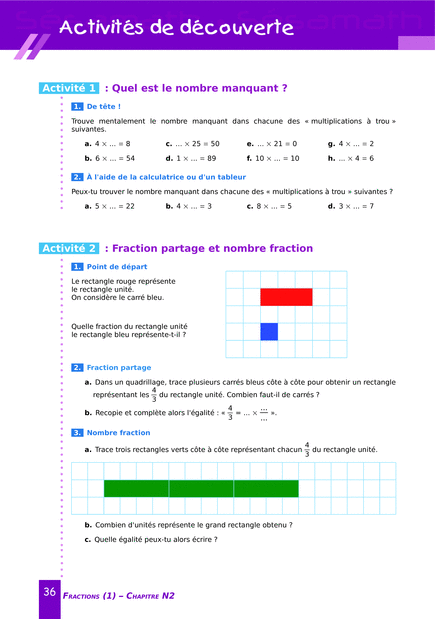 Activités de découverte
Activité 1 : Quel est le nombre manquant ?
1. De tête !
Trouve mentalement le nombre manquant dans chacune des « multiplications à trou »
suivantes.
a. 4 × ... = 8 c. ... × 25 = 50 e. ... × 21 = 0 g. 4 × ... = 2
b. 6 × ... = 54 d. 1 × ... = 89 f. 10 × ... = 10 h. ... × 4 = 6
2. À l'aide de la calculatrice ou d'un tableur
Peux-tu trouver le nombre manquant dans chacune des « multiplications à trou » suivantes ?
a. 5 × ... = 22 b. 4 × ... = 3 c. 8 × ... = 5 d. 3 × ... = 7
Activité 2 : Fraction partage et nombre fraction
1. Point de départ
Le rectangle rouge représente
le rectangle unité.
On considère le carré bleu.
Quelle fraction du rectangle unité
le rectangle bleu représente-t-il ?
2. Fraction partage
a. Dans un quadrillage, trace plusieurs carrés bleus côte à côte pour obtenir un rectangle
représentant les 4/3 du rectangle unité. Combien faut-il de carrés ?
b. Recopie et complète alors l'égalité : « 4/3 = ... × .../... ».
3. Nombre fraction
a. Trace trois rectangles verts côte à côte représentant chacun 4/3 du rectangle unité.
b. Combien d'unités représente le grand rectangle obtenu ?
c. Quelle égalité peux-tu alors écrire ?
36 FRACTIONS (1) – CHAPITRE N2